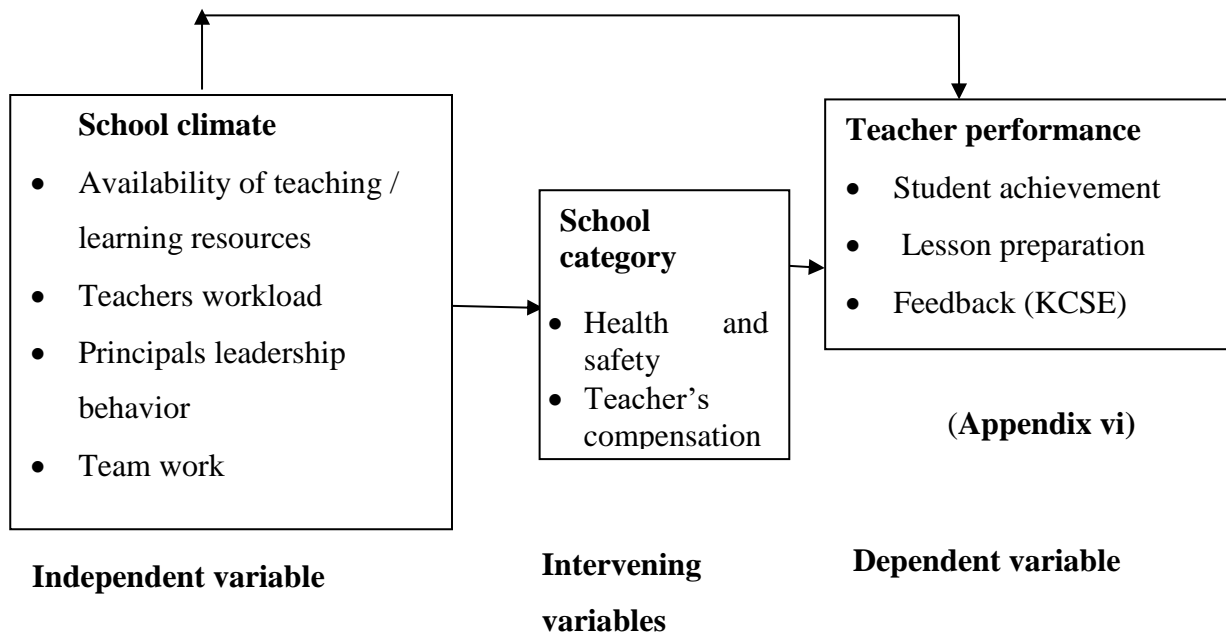 School climate
• Availability of teaching /
learning resources
• Teachers workload
• Principals leadership
behavior
• Team work
School
category
• Health and
safety
• Teacher’s
compensation
Teacher performance
• Student achievement
• Lesson preparation
• Feedback (KCSE)
(Appendix vi)
Independent variable
Intervening
variables
Dependent variable